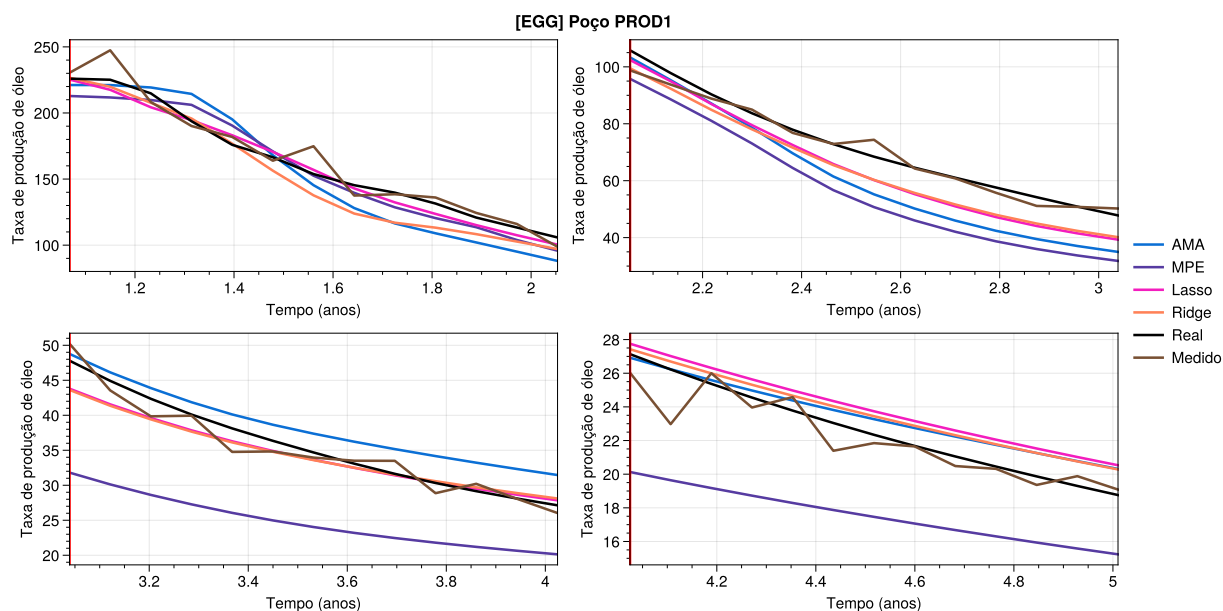 [EGG] Poço PROD1
Taxa de produção de óleo
250
200
150
100
1.2
1.4
1.6
1.8
2
Tempo (anos)
Taxa de produção de óleo
100
80
60
40
2.2
2.4
2.6
2.8
3
Tempo (anos)
Taxa de produção de óleo
50
45
40
35
30
25
20
3.2
3.4
3.6
3.8
4
Tempo (anos)
Taxa de produção de óleo
28
26
24
22
20
18
16
4.2
4.4
4.6
4.8
5
Tempo (anos)
AMA
MPE
Lasso
Ridge
Real
Medido